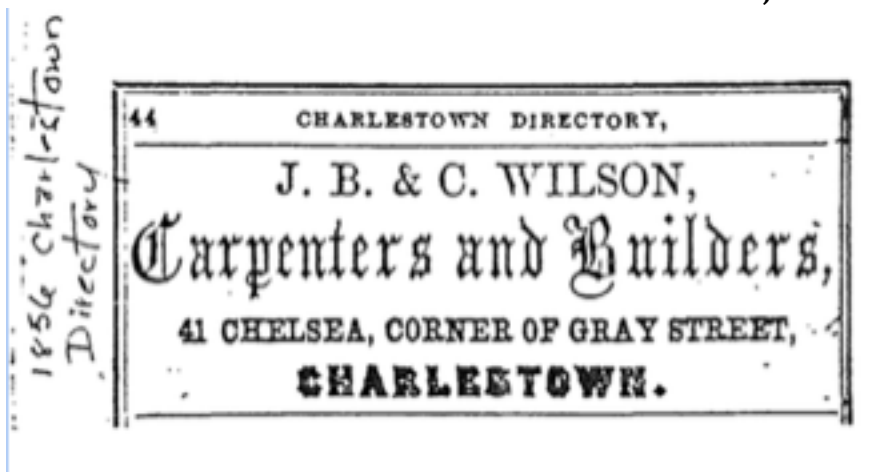 1856 Charlestown
Directory
44 CHARLESTOWN DIRECTORY,
J. B. & C. WILSON,
Carpenters and Builders,
41 CHELSEA, CORNER OF GRAY STREET,
CHARLESTOWN.